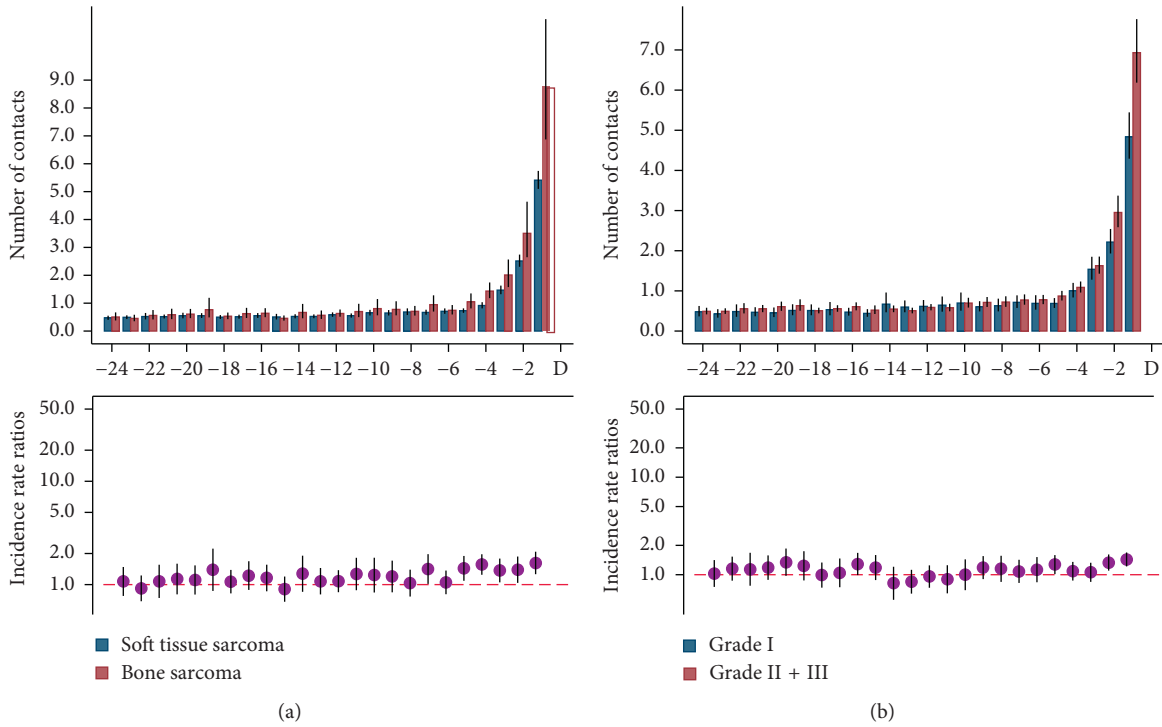 Number of contacts
9.0
8.0
7.0
6.0
5.0
4.0
3.0
2.0
1.0
0.0
−24 −22 −20 −18 −16 −14 −12 −10 −8 −6 −4 −2 D
Incidence rate ratios
50.0
20.0
10.0
5.0
2.0
1.0
Soft tissue sarcoma
Bone sarcoma
(a)
Number of contacts
7.0
6.0
5.0
4.0
3.0
2.0
1.0
0.0
−24 −22 −20 −18 −16 −14 −12 −10 −8 −6 −4 −2 D
Incidence rate ratios
50.0
20.0
10.0
5.0
2.0
1.0
Grade I
Grade II + III
(b)